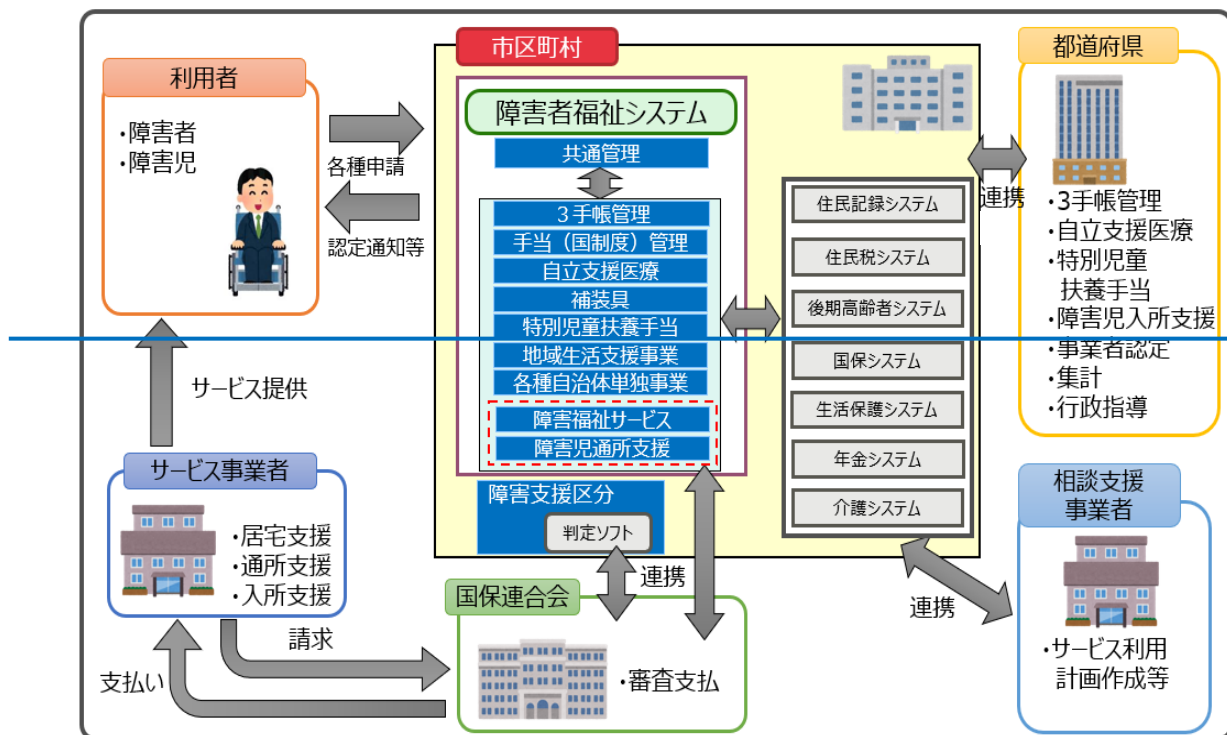 市区町村
都道府県
利用者
・障害者
・障害児
各種申請
認定通知等
障害者福祉システム
共通管理
3手帳管理
手当（国制度）管理
自立支援医療
補装具
特別児童扶養手当
地域生活支援事業
各種自治体単独事業
障害福祉サービス
障害児通所支援
障害支援区分
判定ソフト
住民記録システム
住民税システム
後期高齢者システム
国保システム
生活保護システム
年金システム
介護システム
連携
・3手帳管理
・自立支援医療
・特別児童
扶養手当
・障害児入所支援
・事業者認定
・集計
・行政指導
サービス提供
サービス事業者
・居宅支援
・通所支援
・入所支援
請求
支払い
国保連合会
・審査支払
連携
連携
相談支援
事業者
・サービス利用
計画作成等